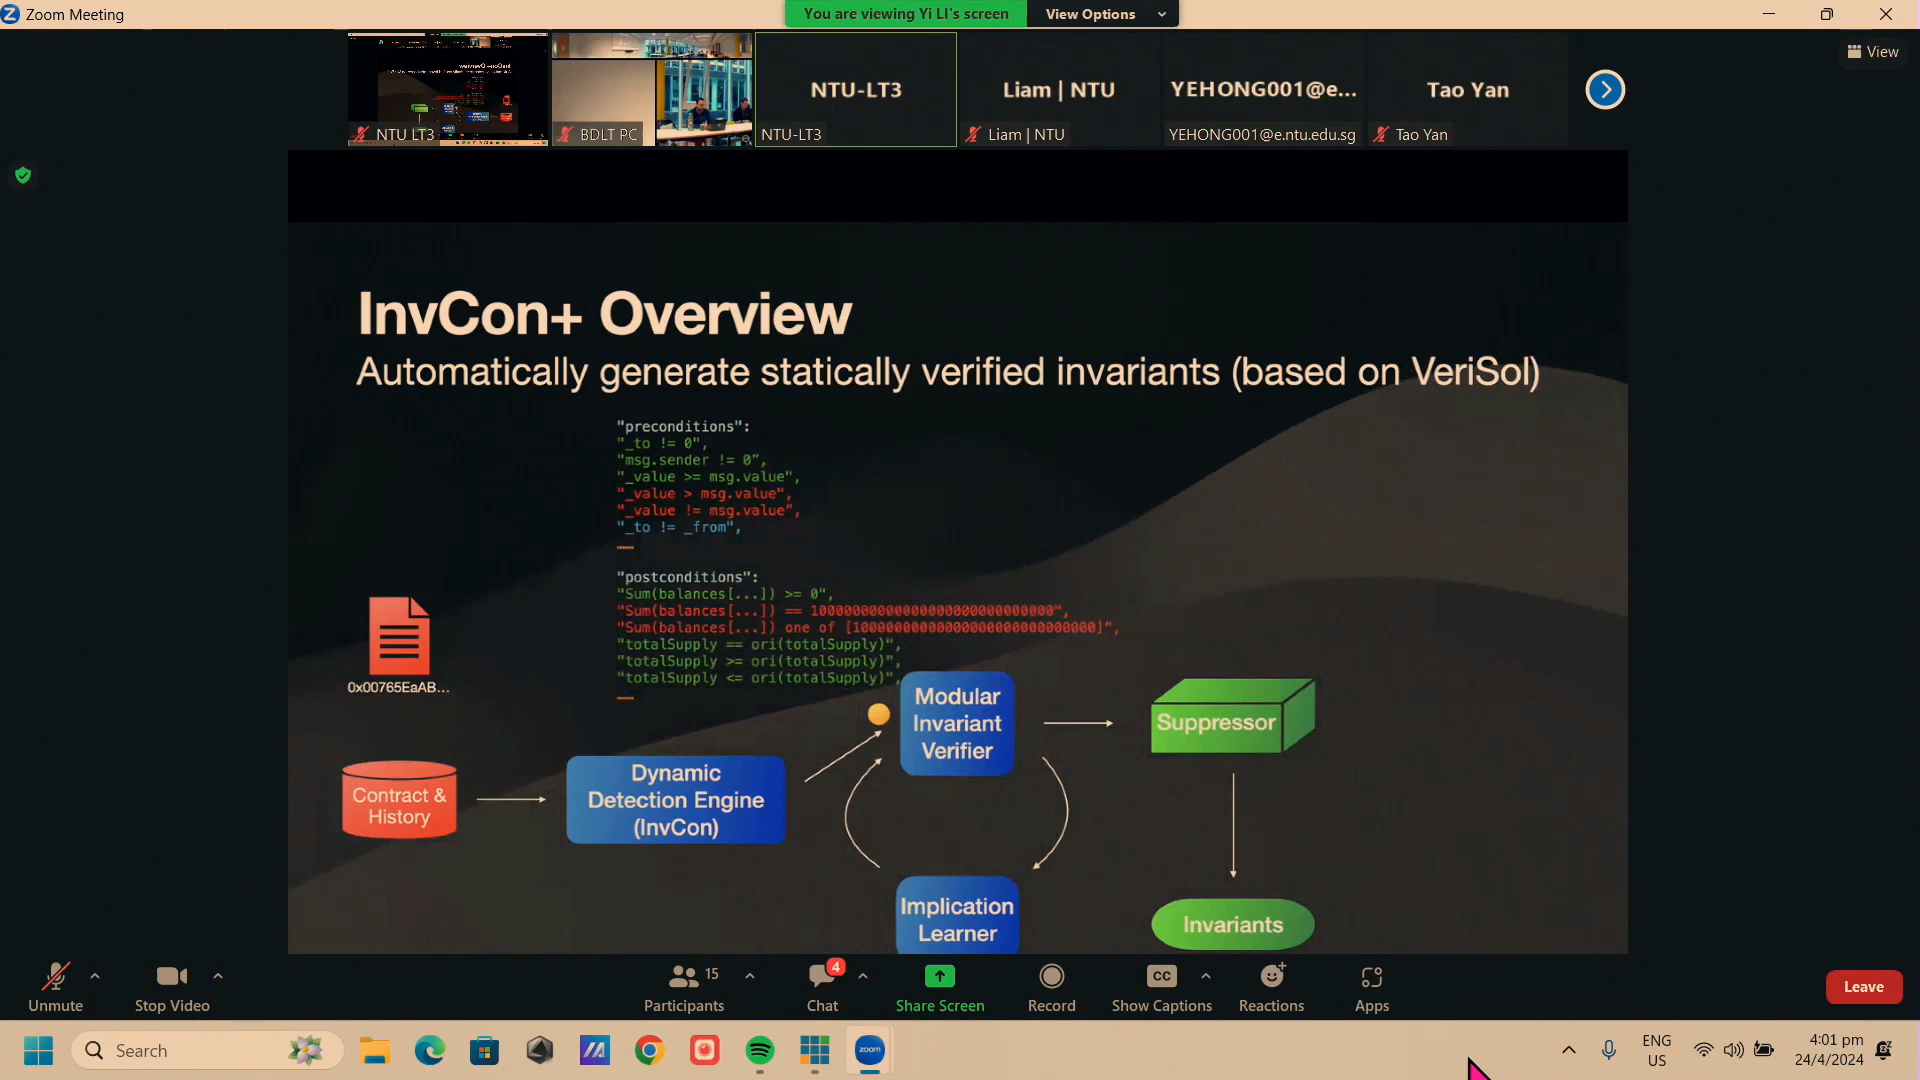 Zoom Meeting
You are viewing Yi LI's screen
View Options
View
NTU LT3
BDLT PC
NTU-LT3
NTU-LT3
Liam | NTU
Liam | NTU
YEHONG001@e...
YEHONG001@e.ntu.edu.sg
Tao Yan
Tao Yan
InvCon+ Overview
Automatically generate statically verified invariants (based on VeriSol)
"preconditions":
"_to != 0",
"msg.sender != 0",
"_value >= msg.value",
"_value > msg.value",
"_value != msg.value",
"_to != _from",
……
"postconditions":
"Sum(balances[...]) >= 0",
"Sum(balances[...]) ==
"Sum(balances[...]) one of
"totalSupply == ori(totalSupply)",
"totalSupply >= ori(totalSupply)",
"totalSupply <= ori(totalSupply)",
……
0x00765EaAB...
Contract &
History
Dynamic
Detection Engine
(InvCon)
Modular
Invariant
Verifier
Implication
Learner
Suppressor
Invariants
Unmute
Stop Video
15
Participants
4
Chat
Share Screen
Record
CC
Show Captions
Reactions
Apps
Leave
Search
zoom
ENG
US
4:01 pm
24/4/2024